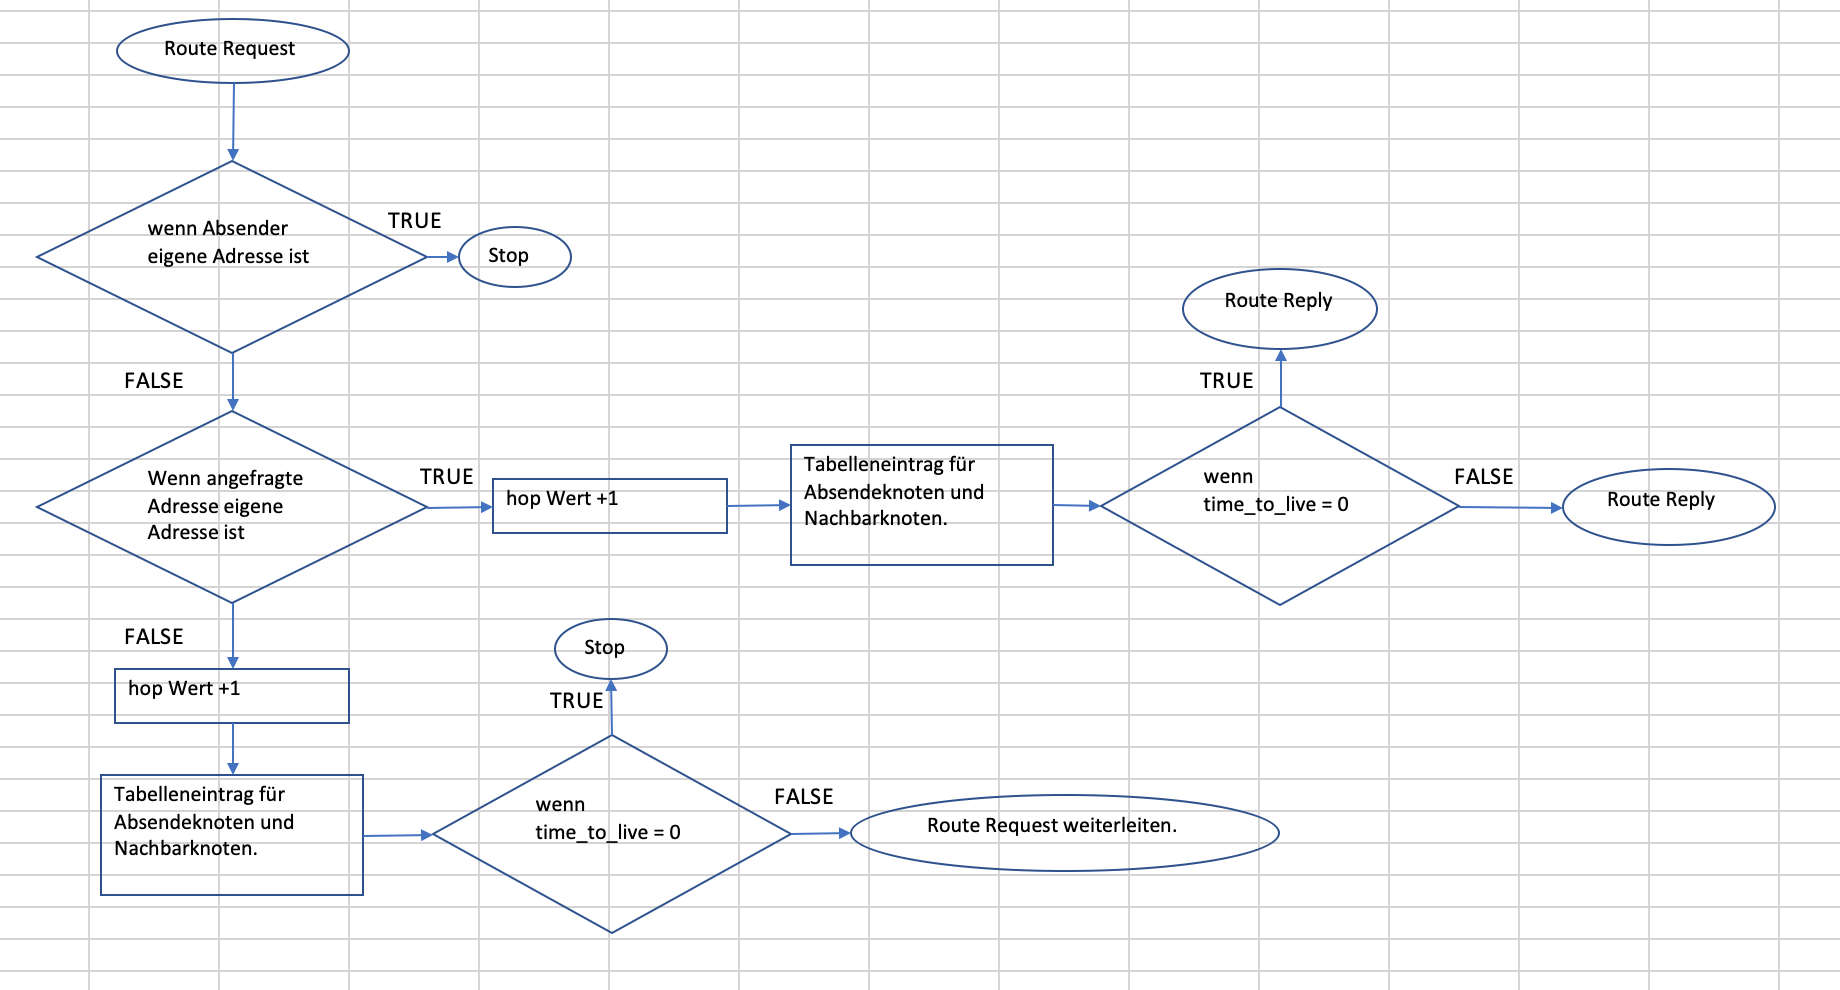 Route Request
wenn Absender
eigene Adresse ist
TRUE
Stop
FALSE
Wenn angefragte
Adresse eigene
Adresse ist
TRUE
hop Wert +1
Tabelleneintrag für
Absendeknoten und
Nachbarknoten.
wenn
time_to_live = 0
TRUE
Route Reply
FALSE
Route Reply
FALSE
hop Wert +1
Tabelleneintrag für
Absendeknoten und
Nachbarknoten.
wenn
time_to_live = 0
TRUE
Stop
FALSE
Route Request weiterleiten.